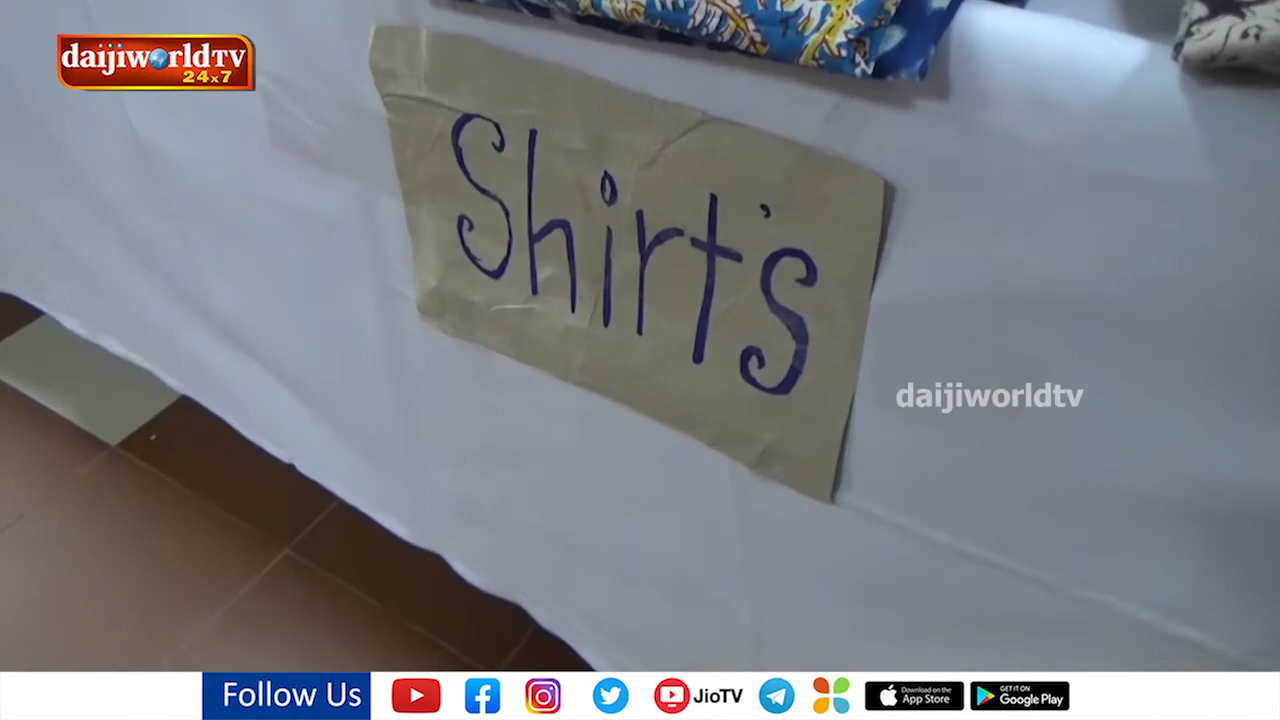 daijiworldTV
24x7
Shirt's
daijiworldtv
Follow Us
JioTV
Download on the
App Store
GET IT ON
Google Play